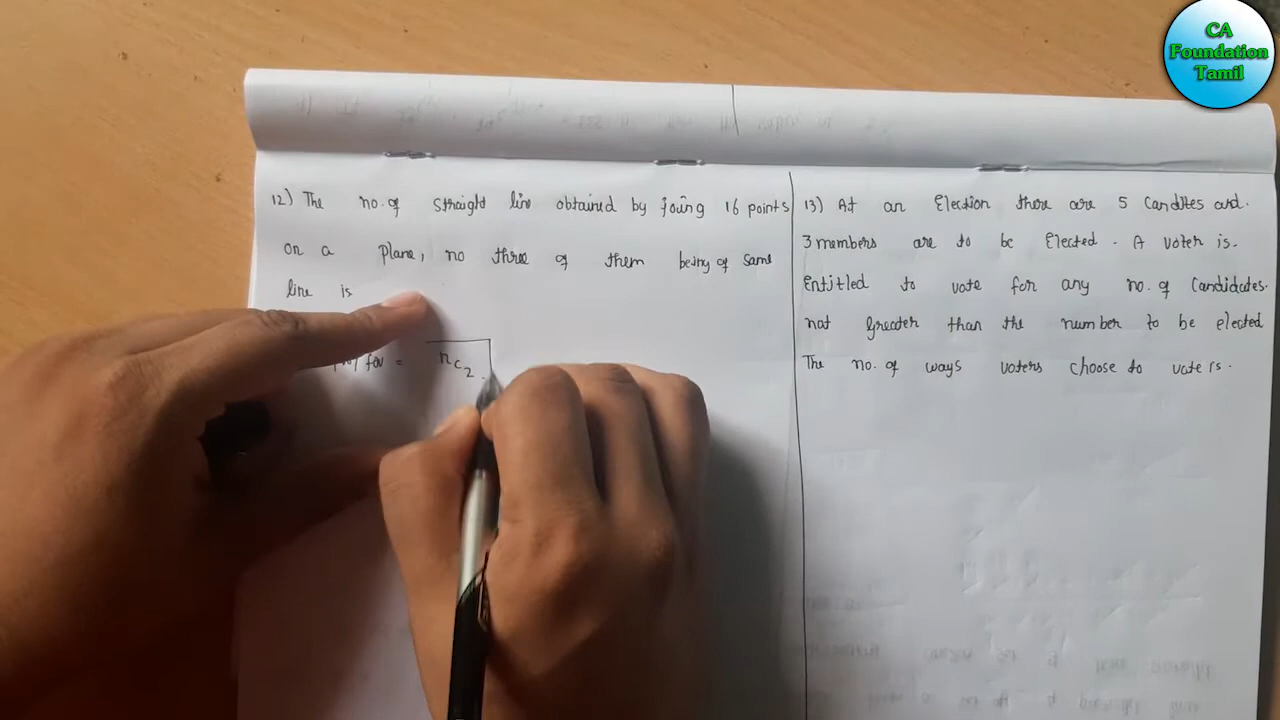 CA
Foundation
Tamil
12) The no.of straight line obtained by joing 16 points
on a plane, no three of them being of same
line is
for = nC2
13) At an Election there are 5 Candites and.
3 members are to be Elected. A voter is.
Entitled to vote for any no.of Candidates.
not Greater than the number to be elected
The no.of ways voters choose to vote is.